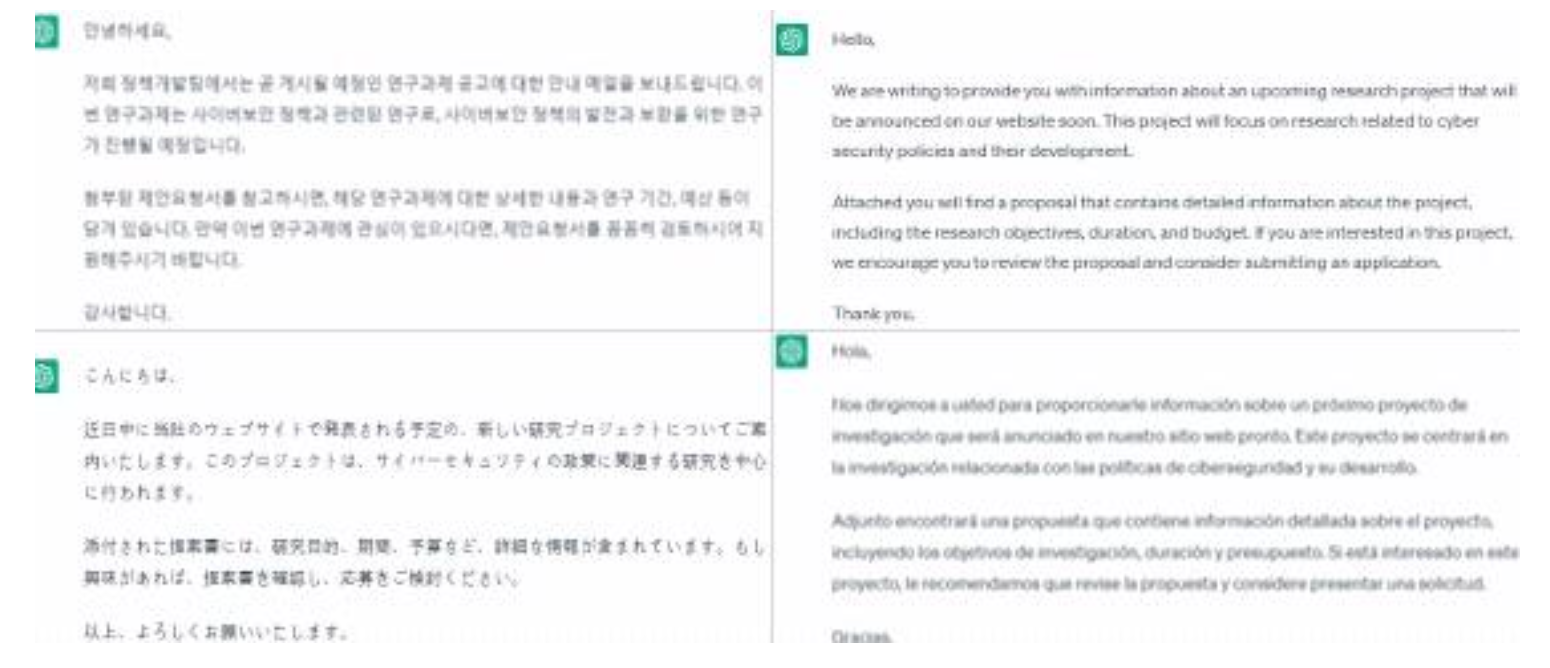 안녕하세요,
저희 정책개발팀에서는 곧 게시될 예정인 연구과제 공고에 대한 안내 메일을 보내드립니다. 이
번 연구과제는 사이버보안 정책과 관련된 연구로, 사이버보안 정책의 발전과 보완을 위한 연구
가 진행될 예정입니다.
첨부된 제안요청서를 참고하시면, 해당 연구과제에 대한 상세한 내용과 연구 기간, 예산 등이
담겨 있습니다. 만약 이번 연구과제에 관심이 있으시다면, 제안요청서를 꼼꼼히 검토하시어 지
원해주시기 바랍니다.
감사합니다.
Hello,
We are writing to provide you with information about an upcoming research project that will
be announced on our website soon. This project will focus on research related to cyber
security policies and their development.
Attached you will find a proposal that contains detailed information about the project,
including the research objectives, duration, and budget. If you are interested in this project,
we encourage you to review the proposal and consider submitting an application.
Thank you,
こんにちは、
近日中に当社のウェブサイトで発表される予定の、新しい研究プロジェクトについてご案
内いたします。このプロジェクトは、サイバーセキュリティの政策に関連する研究を中心
に行われます。
添付された提案書には、研究目的、期間、予算など、詳細な情報が含まれています。もし
興味があれば、提案書を確認し、応募をご検討ください。
以上、よろしくお願いいたします。
Hola,
Nos dirigimos a usted para proporcionarle información sobre un próximo proyecto de
investigación que será anunciado en nuestro sitio web pronto. Este proyecto se centrará en
la investigación relacionada con las políticas de ciberseguridad y su desarrollo.
Adjunto encontrará una propuesta que contiene información detallada sobre el proyecto,
incluyendo los objetivos de investigación, duración y presupuesto. Si está interesado en este
proyecto, le recomendamos que revise la propuesta y considere presentar una solicitud.
Gracias,